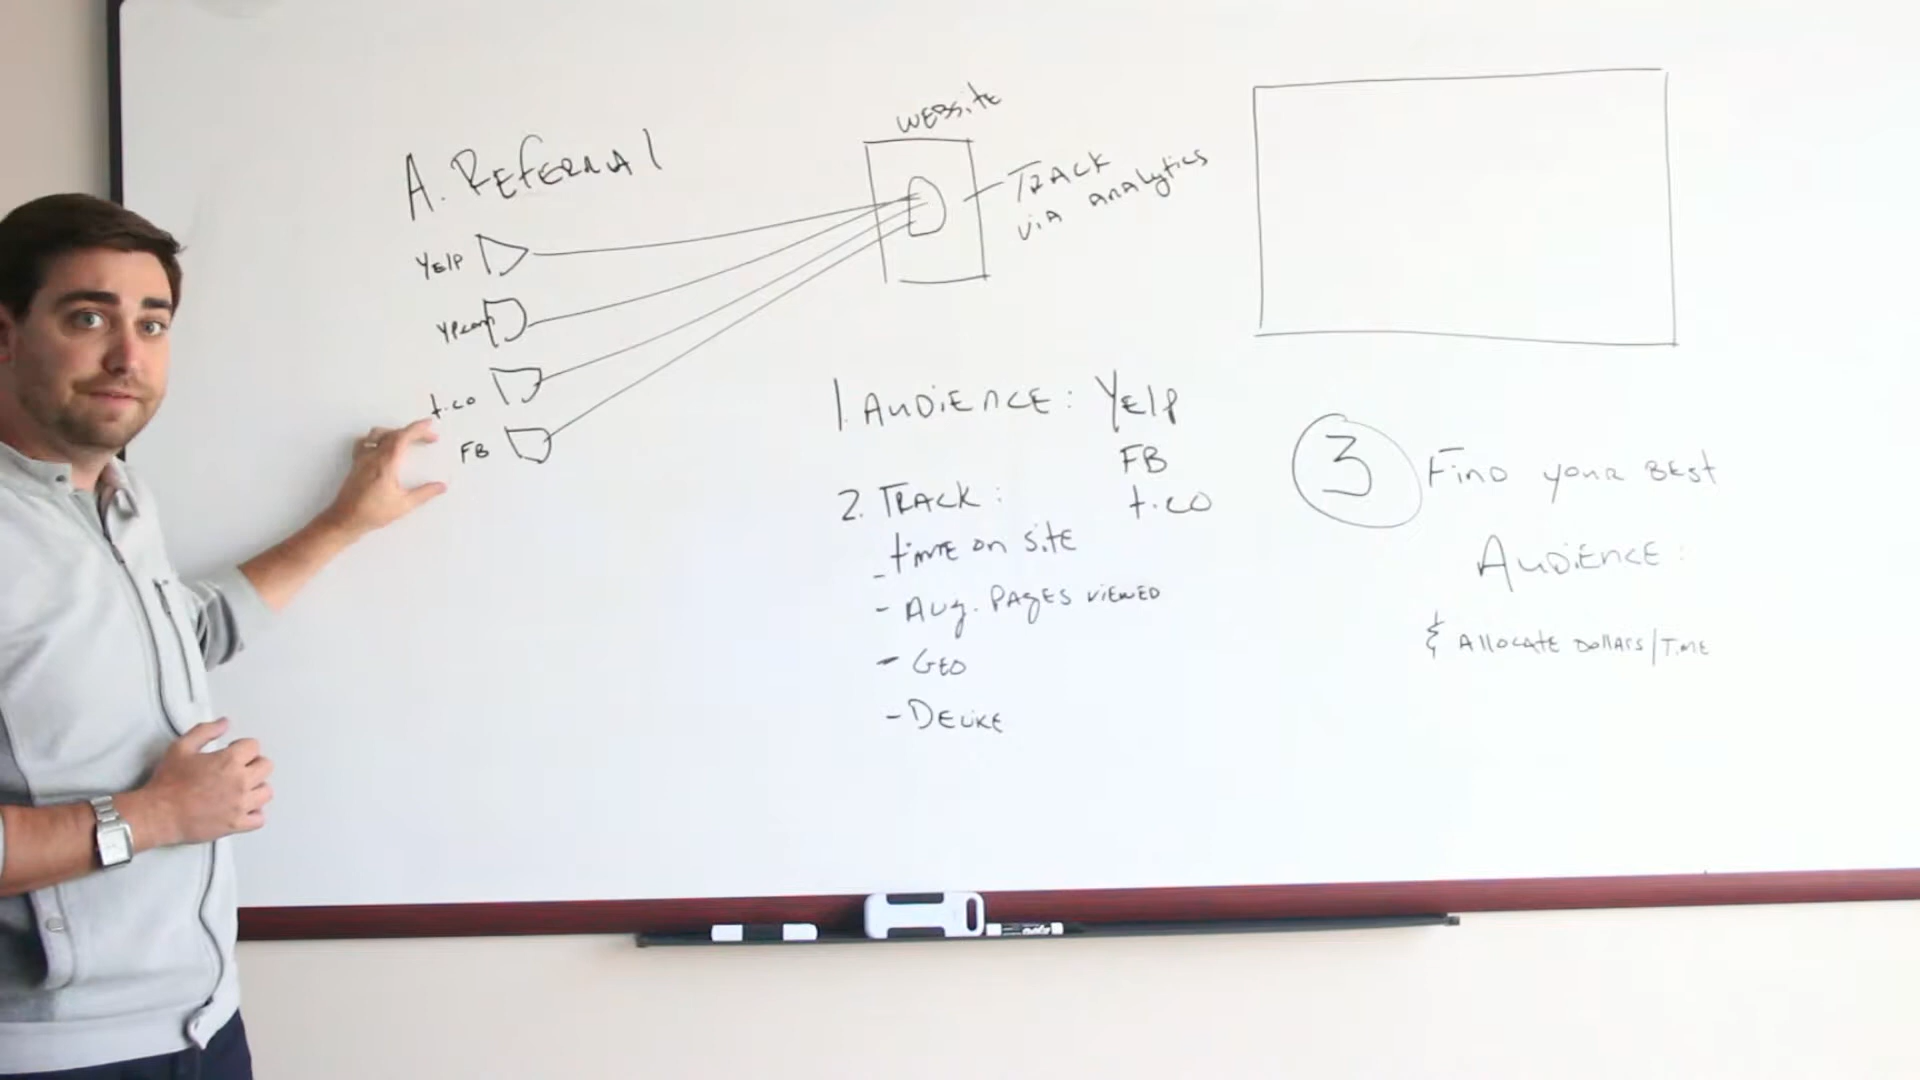 A. Referral
Yelp
YPcom
t.co
FB
Website
Track
via analytics
1. Audience: Yelp
FB
t.co
2. Track:
- time on site
- Avg. Pages viewed
- Geo
- Device
3 Find your Best
Audience:
& Allocate Dollars/Time